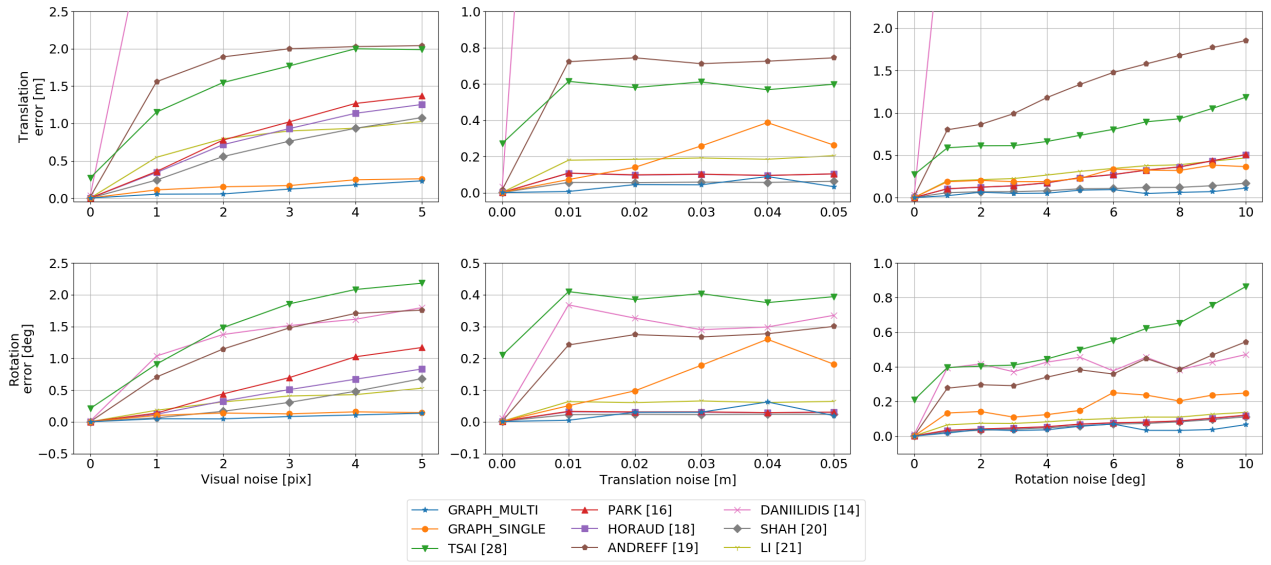 2.5
2.0
1.5
1.0
0.5
0.0
Translation
error [m]
0 1 2 3 4 5
1.0
0.8
0.6
0.4
0.2
0.0
0.00 0.01 0.02 0.03 0.04 0.05
2.0
1.5
1.0
0.5
0.0
0 2 4 6 8 10
2.5
2.0
1.5
1.0
0.5
0.0
−0.5
Rotation
error [deg]
0 1 2 3 4 5
Visual noise [pix]
0.5
0.4
0.3
0.2
0.1
0.0
−0.1
0.00 0.01 0.02 0.03 0.04 0.05
Translation noise [m]
1.0
0.8
0.6
0.4
0.2
0.0
0 2 4 6 8 10
Rotation noise [deg]
GRAPH_MULTI
GRAPH_SINGLE
TSAI [28]
PARK [16]
HORAUD [18]
ANDREFF [19]
DANIILIDIS [14]
SHAH [20]
LI [21]